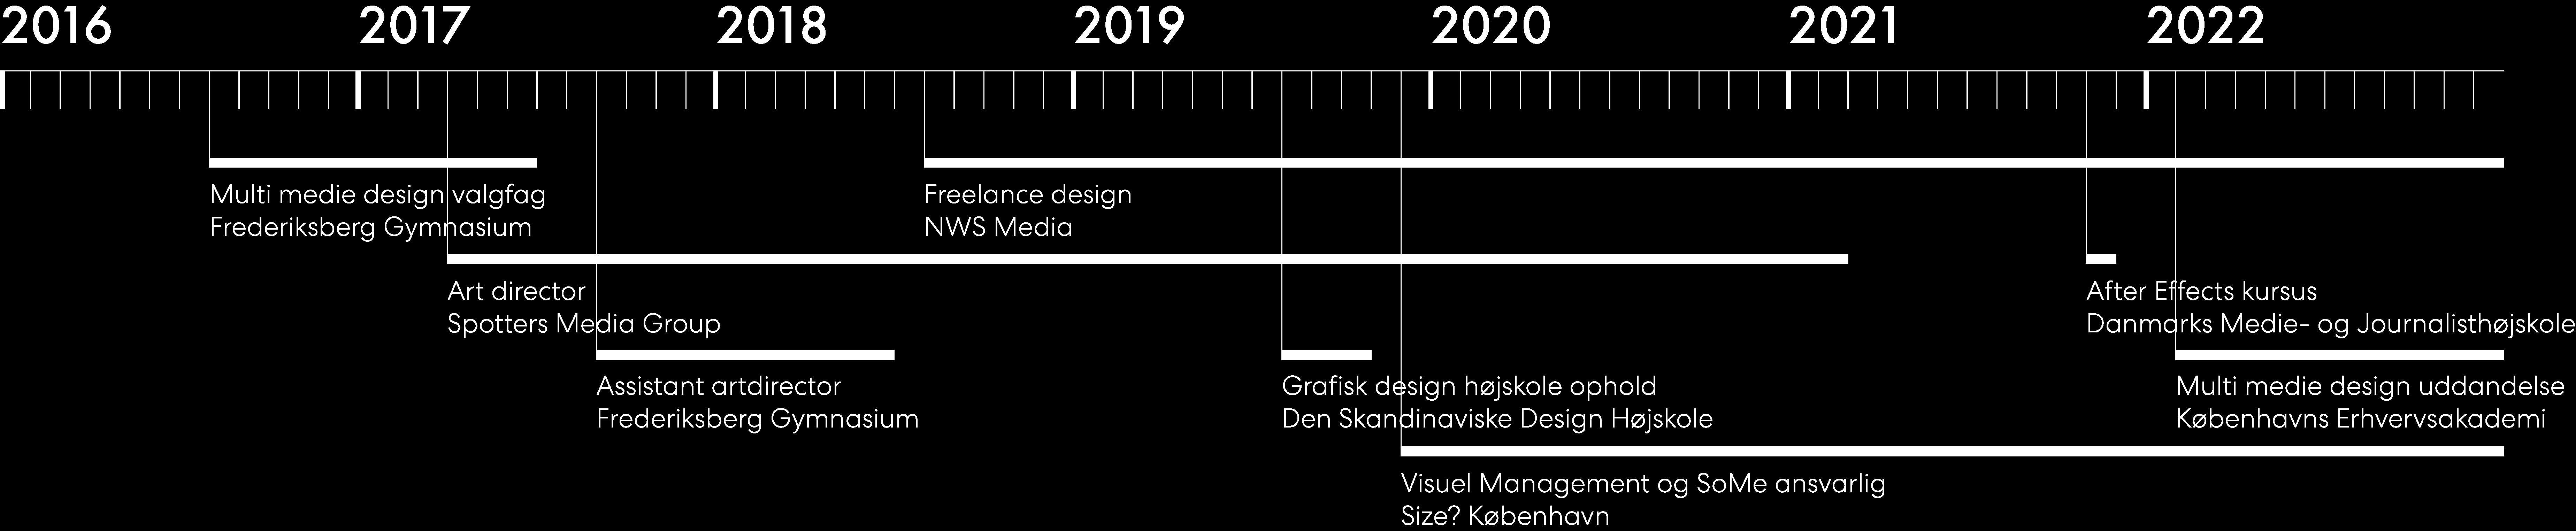 2016 2017 2018 2019 2020 2021 2022
Multi medie design valgfag
Frederiksberg Gymnasium
Freelance design
NWS Media
Art director
Spotters Media Group
After Effects kursus
Danmarks Medie- og Journalisthøjskole
Assistant artdirector
Frederiksberg Gymnasium
Grafisk design højskole ophold
Den Skandinaviske Design Højskole
Multi medie design uddandelse
Københavns Erhvervsakademi
Visuel Management og SoMe ansvarlig
Size? København